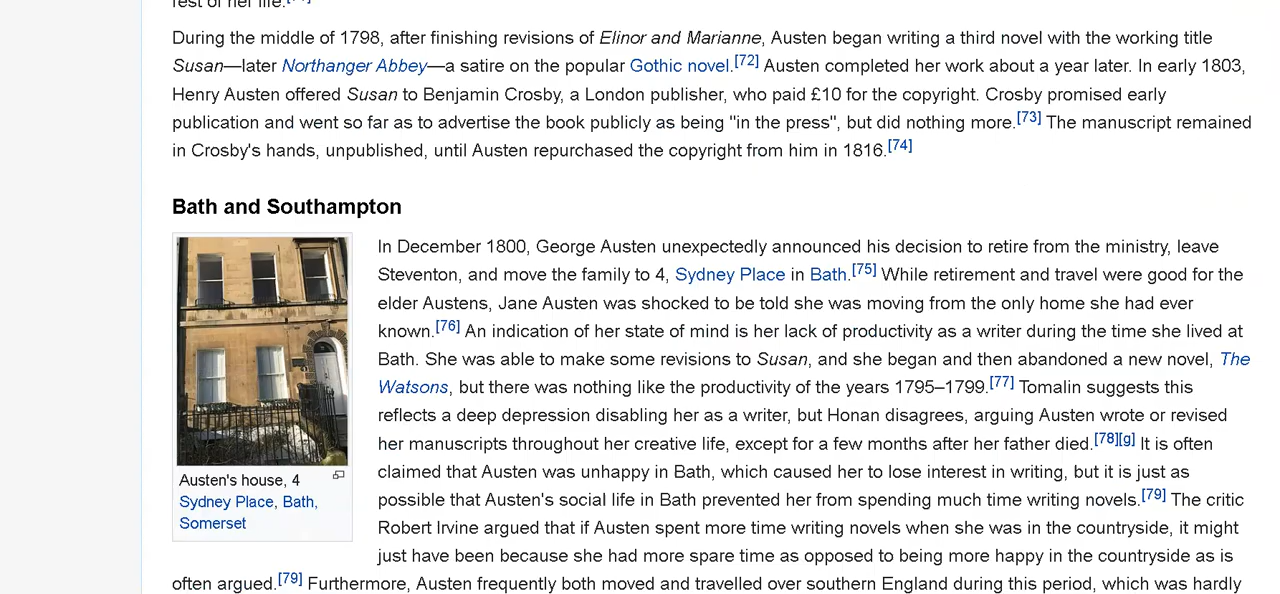 rest of her life.
During the middle of 1798, after finishing revisions of Elinor and Marianne, Austen began writing a third novel with the working title
Susan—later Northanger Abbey—a satire on the popular Gothic novel.[72] Austen completed her work about a year later. In early 1803,
Henry Austen offered Susan to Benjamin Crosby, a London publisher, who paid £10 for the copyright. Crosby promised early
publication and went so far as to advertise the book publicly as being "in the press", but did nothing more.[73] The manuscript remained
in Crosby's hands, unpublished, until Austen repurchased the copyright from him in 1816.[74]
Bath and Southampton
In December 1800, George Austen unexpectedly announced his decision to retire from the ministry, leave
Steventon, and move the family to 4, Sydney Place in Bath.[75] While retirement and travel were good for the
elder Austens, Jane Austen was shocked to be told she was moving from the only home she had ever
known.[76] An indication of her state of mind is her lack of productivity as a writer during the time she lived at
Bath. She was able to make some revisions to Susan, and she began and then abandoned a new novel, The
Watsons, but there was nothing like the productivity of the years 1795–1799.[77] Tomalin suggests this
reflects a deep depression disabling her as a writer, but Honan disagrees, arguing Austen wrote or revised
her manuscripts throughout her creative life, except for a few months after her father died.[78][g] It is often
claimed that Austen was unhappy in Bath, which caused her to lose interest in writing, but it is just as
possible that Austen's social life in Bath prevented her from spending much time writing novels.[79] The critic
Robert Irvine argued that if Austen spent more time writing novels when she was in the countryside, it might
just have been because she had more spare time as opposed to being more happy in the countryside as is
often argued.[79] Furthermore, Austen frequently both moved and travelled over southern England during this period, which was hardly
Austen's house, 4
Sydney Place, Bath,
Somerset